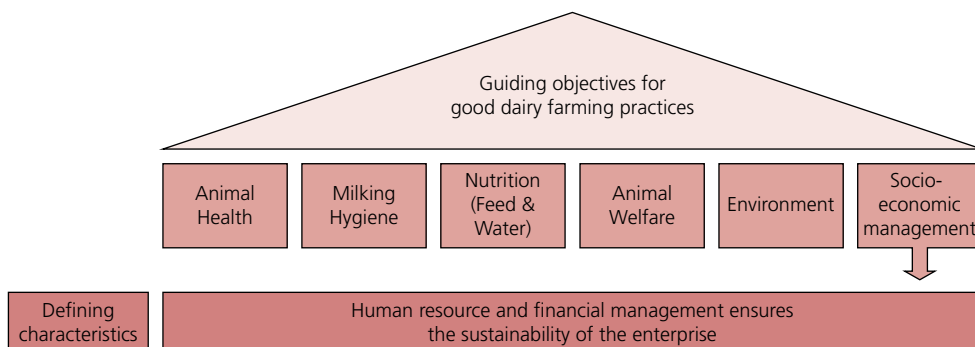 Guiding objectives for
good dairy farming practices
Animal
Health
Milking
Hygiene
Nutrition
(Feed &
Water)
Animal
Welfare
Environment
Socio-
economic
management
Defining
characteristics
Human resource and financial management ensures
the sustainability of the enterprise